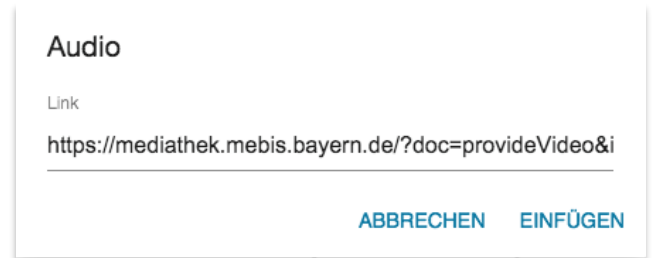 Audio
Link
https://mediathek.mebis.bayern.de/?doc=provideVideo&i
ABBRECHEN EINFÜGEN